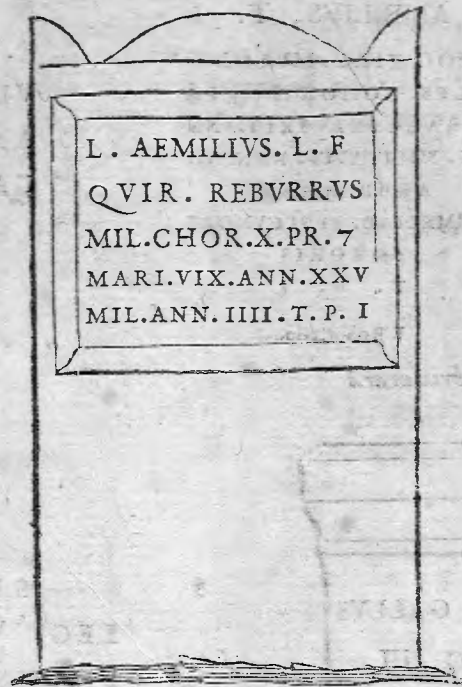 L. AEMILIVS. L. F
QVIR. REBVRRVS
MIL.CHOR.X.PR.7
MARI.VIX.ANN.XXV
MIL.ANN.IIII.T.P.I